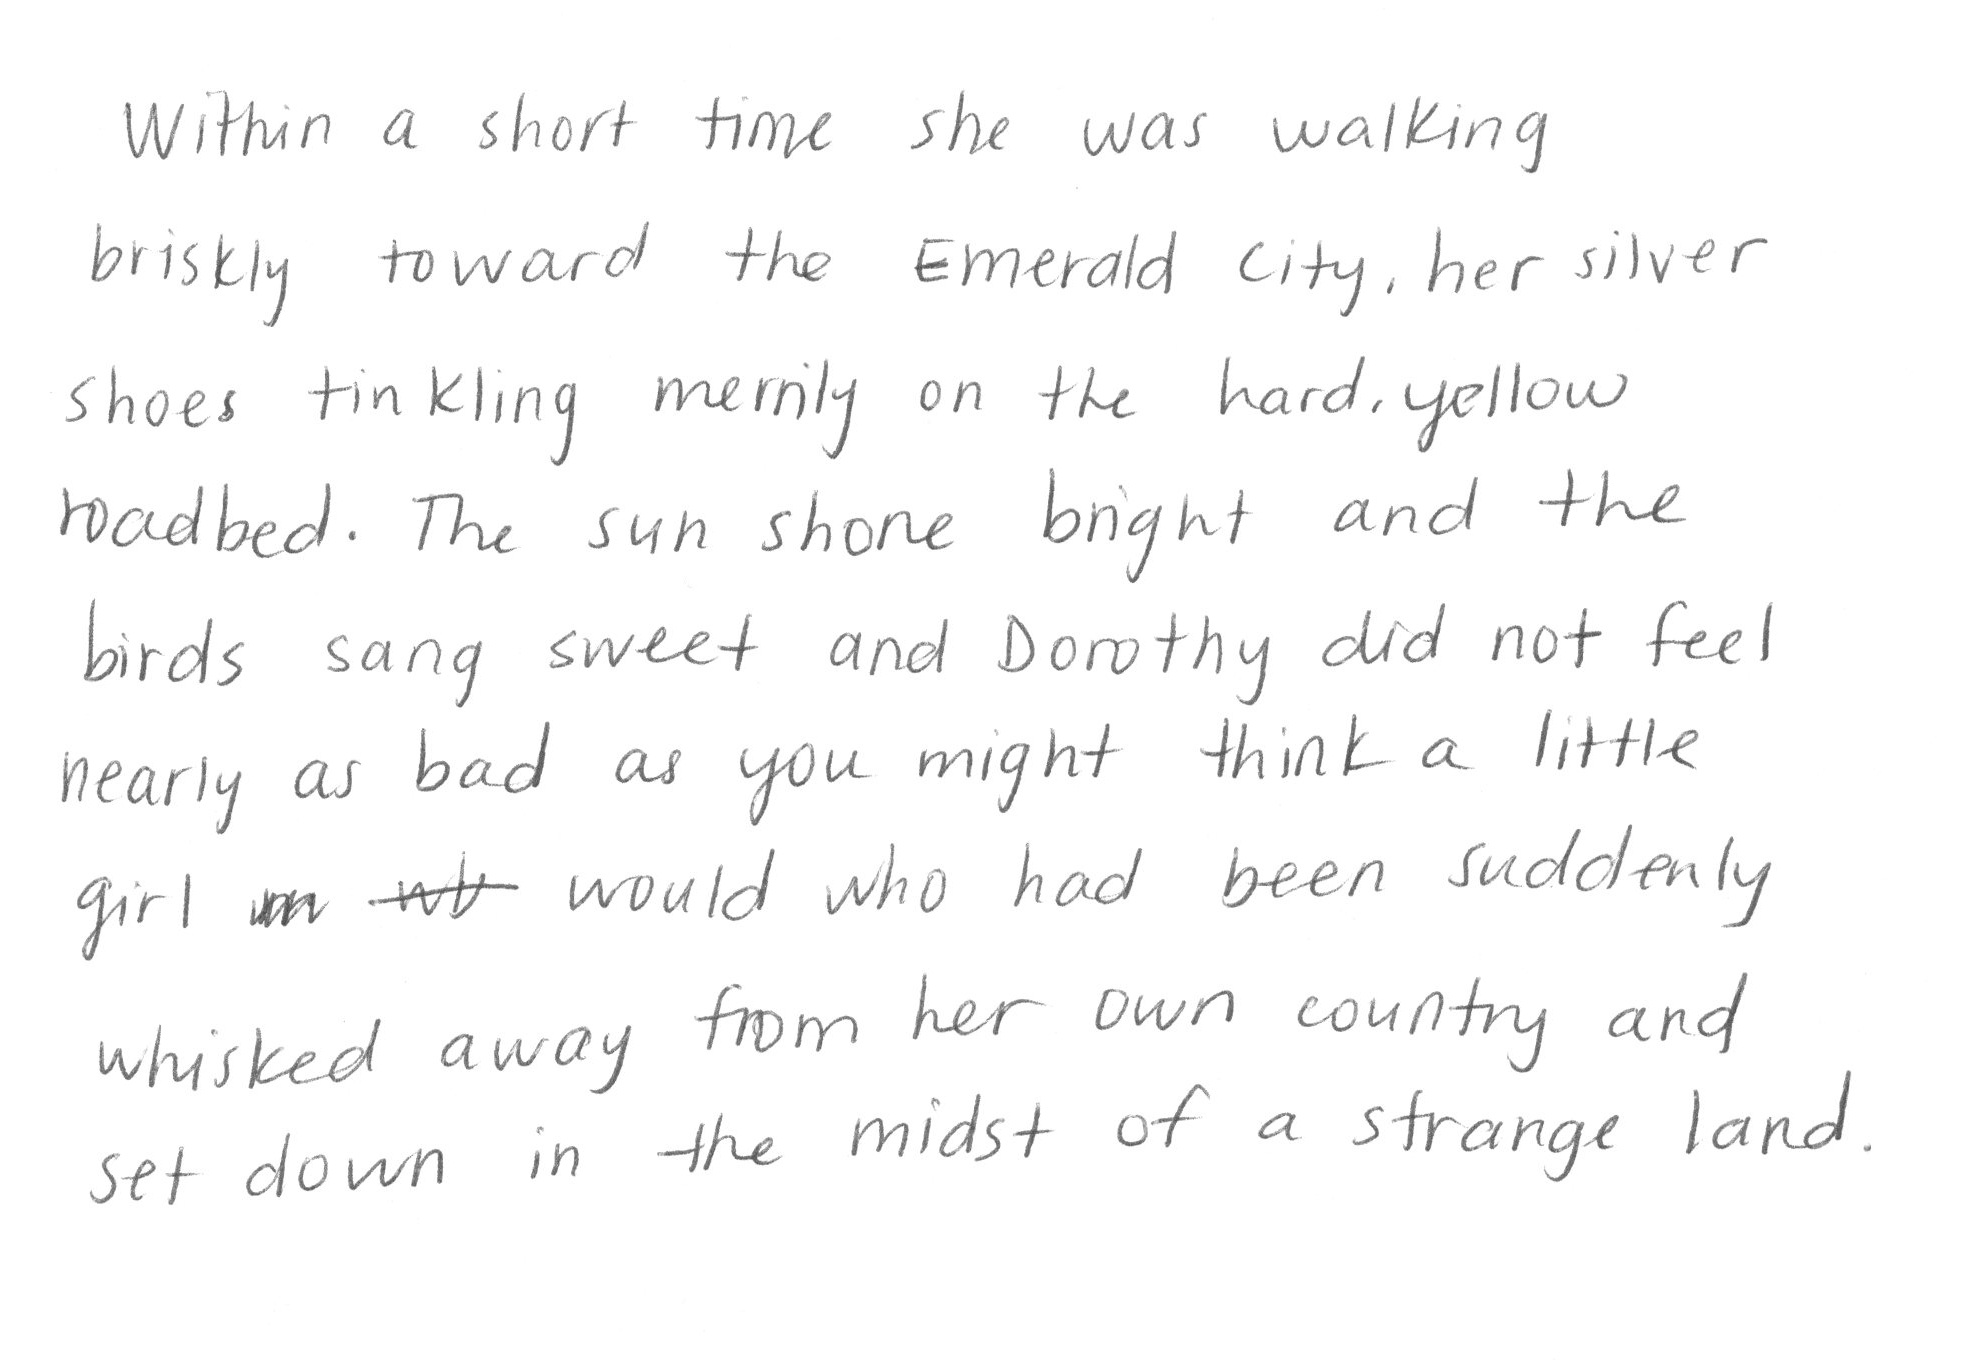 Within a short time she was walking
briskly toward the Emerald City, her silver
shoes tinkling merrily on the hard, yellow
roadbed. The sun shone bright and the
birds sang sweet and Dorothy did not feel
nearly as bad as you might think a little
girl would who had been suddenly
whisked away from her own country and
set down in the midst of a strange land.